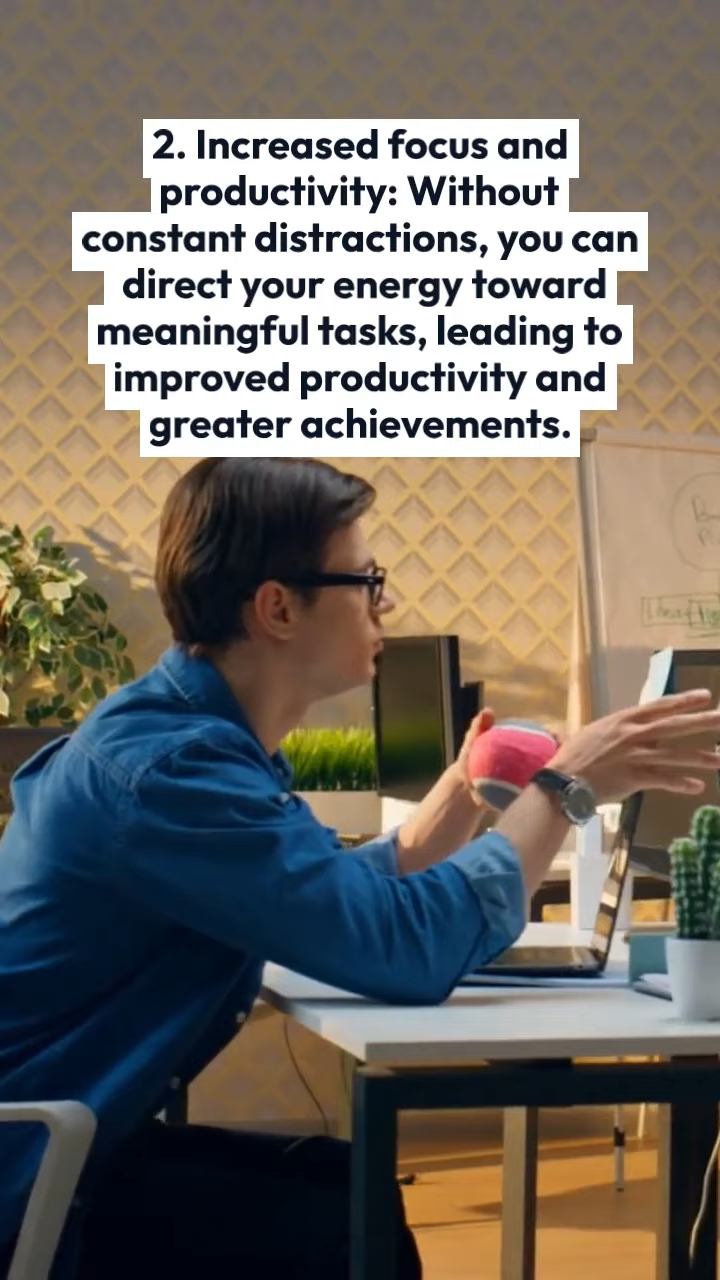 2. Increased focus and
productivity: Without
constant distractions, you can
direct your energy toward
meaningful tasks, leading to
improved productivity and
greater achievements.